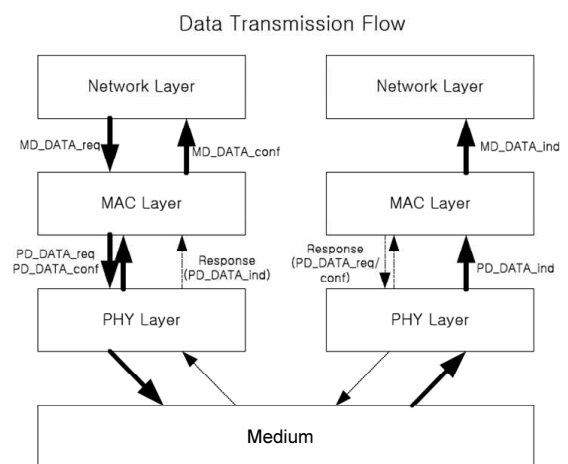 Data Transmission Flow
Network Layer
Network Layer
MD_DATA_req
MD_DATA_conf
MD_DATA_ind
MAC Layer
MAC Layer
PD_DATA_req
PD_DATA_conf
Response
(PD_DATA_ind)
Response
(PD_DATA_req/
conf)
PD_DATA_ind
PHY Layer
PHY Layer
Medium